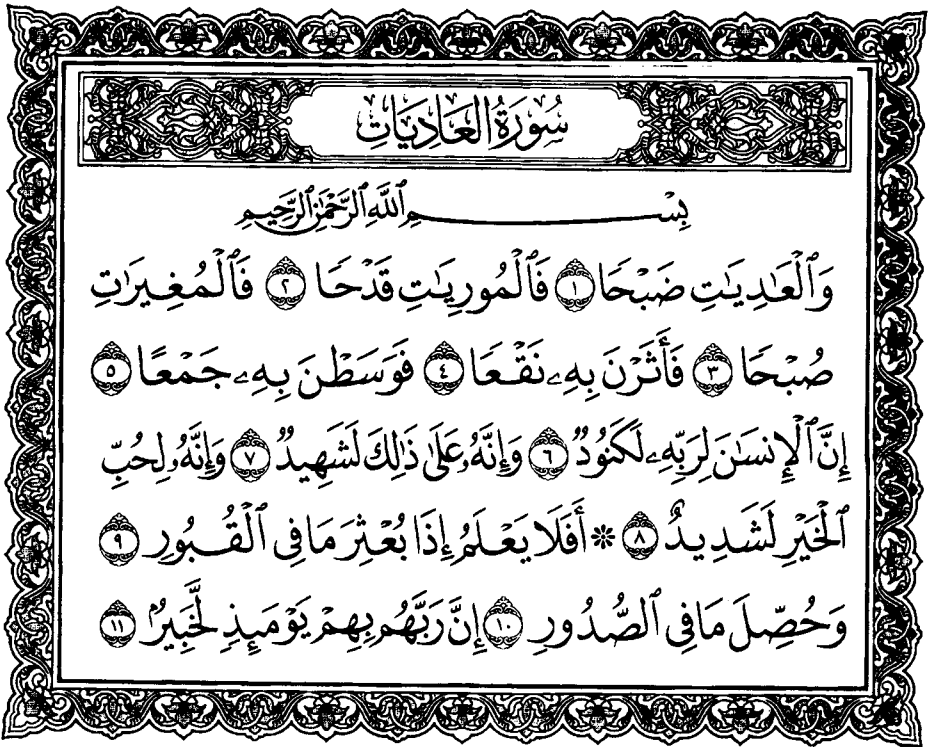 سُورَةُ العَادِيَاتِ
بِسْمِ ٱللَّهِ ٱلرَّحْمَٰنِ ٱلرَّحِيمِ
وَٱلْعَٰدِيَٰتِ ضَبْحًا ١ فَٱلْمُورِيَٰتِ قَدْحًا ٢ فَٱلْمُغِيرَٰتِ
صُبْحًا ٣ فَأَثَرْنَ بِهِۦ نَقْعًا ٤ فَوَسَطْنَ بِهِۦ جَمْعًا ٥
إِنَّ ٱلْإِنسَٰنَ لِرَبِّهِۦ لَكَنُودٌ ٦ وَإِنَّهُۥ عَلَىٰ ذَٰلِكَ لَشَهِيدٌ ٧ وَإِنَّهُۥ لِحُبِّ
ٱلْخَيْرِ لَشَدِيدٌ ٨ ۞ أَفَلَا يَعْلَمُ إِذَا بُعْثِرَ مَا فِى ٱلْقُبُورِ ٩
وَحُصِّلَ مَا فِى ٱلصُّدُورِ ١٠ إِنَّ رَبَّهُم بِهِمْ يَوْمَئِذٍ لَّخَبِيرٌۢ ١١